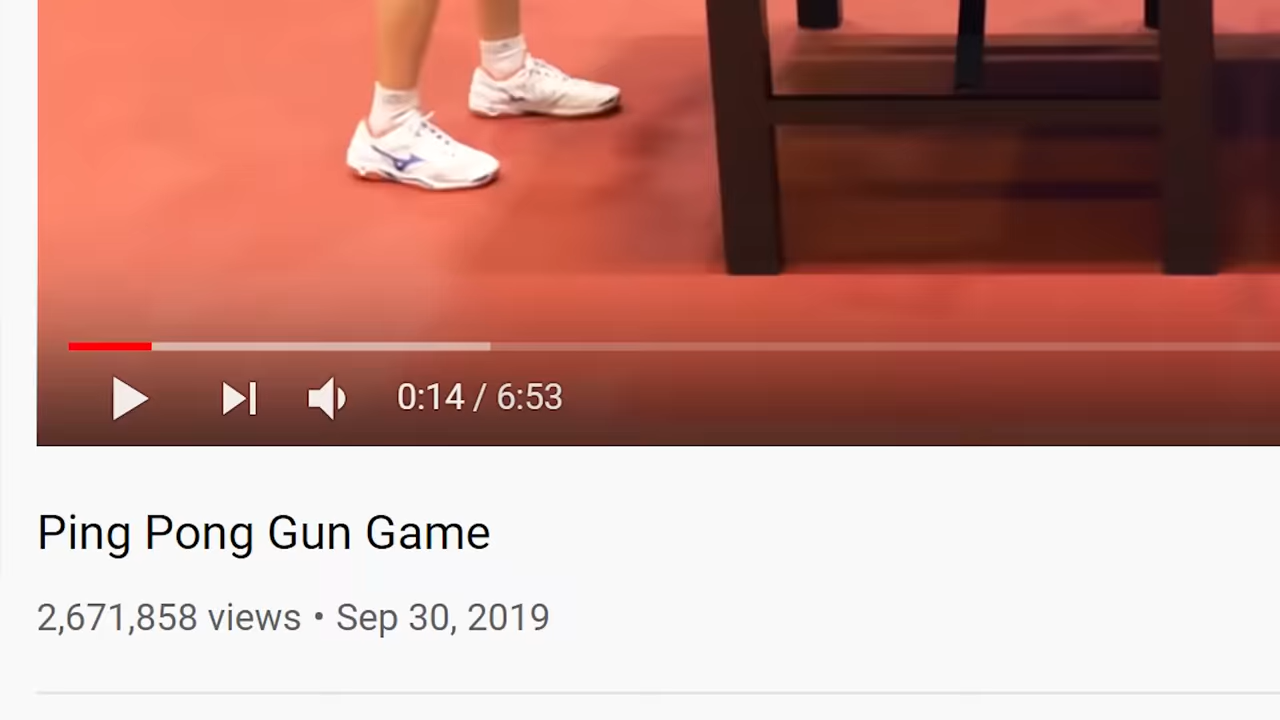 0:14 / 6:53
Ping Pong Gun Game
2,671,858 views • Sep 30, 2019